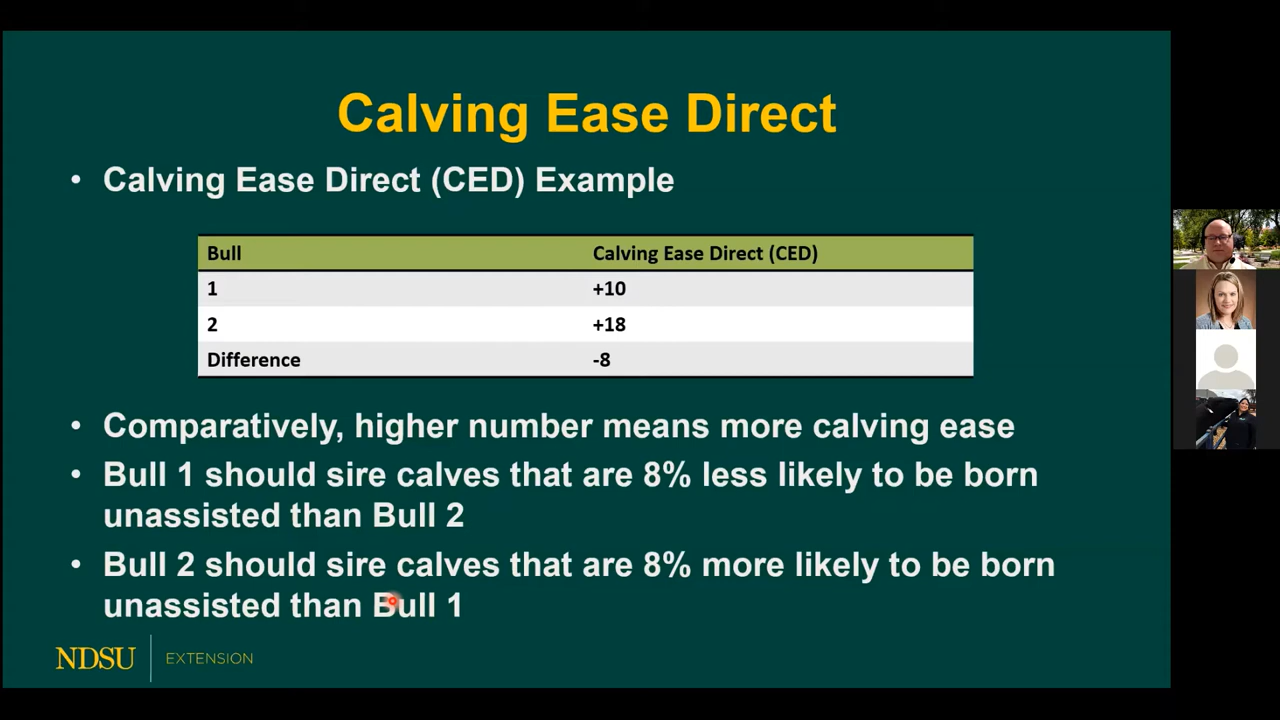 Calving Ease Direct
• Calving Ease Direct (CED) Example
Bull Calving Ease Direct (CED)
1 +10
2 +18
Difference -8
• Comparatively, higher number means more calving ease
• Bull 1 should sire calves that are 8% less likely to be born
unassisted than Bull 2
• Bull 2 should sire calves that are 8% more likely to be born
unassisted than Bull 1
NDSU EXTENSION